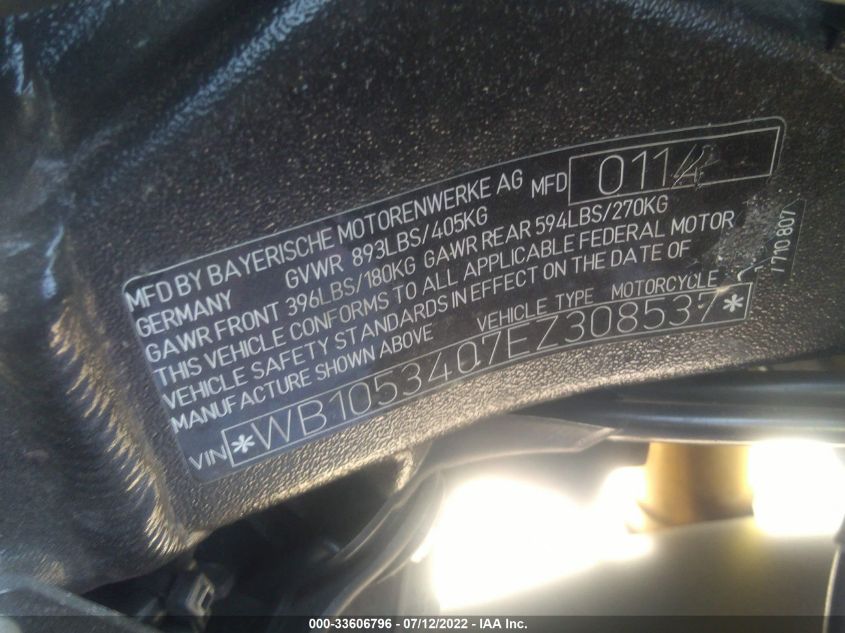 MFD BY BAYERISCHE MOTORENWERKE AG MFD 0114
GERMANY GVWR 893LBS/405KG
GAWR FRONT 396LBS/180KG GAWR REAR 594LBS/270KG
THIS VEHICLE CONFORMS TO ALL APPLICABLE FEDERAL MOTOR
VEHICLE SAFETY STANDARDS IN EFFECT ON THE DATE OF
MANUFACTURE SHOWN ABOVE VEHICLE TYPE MOTORCYCLE
VIN *WB1053407EZ308537*
7710807
000-33606796 - 07/12/2022 - IAA Inc.